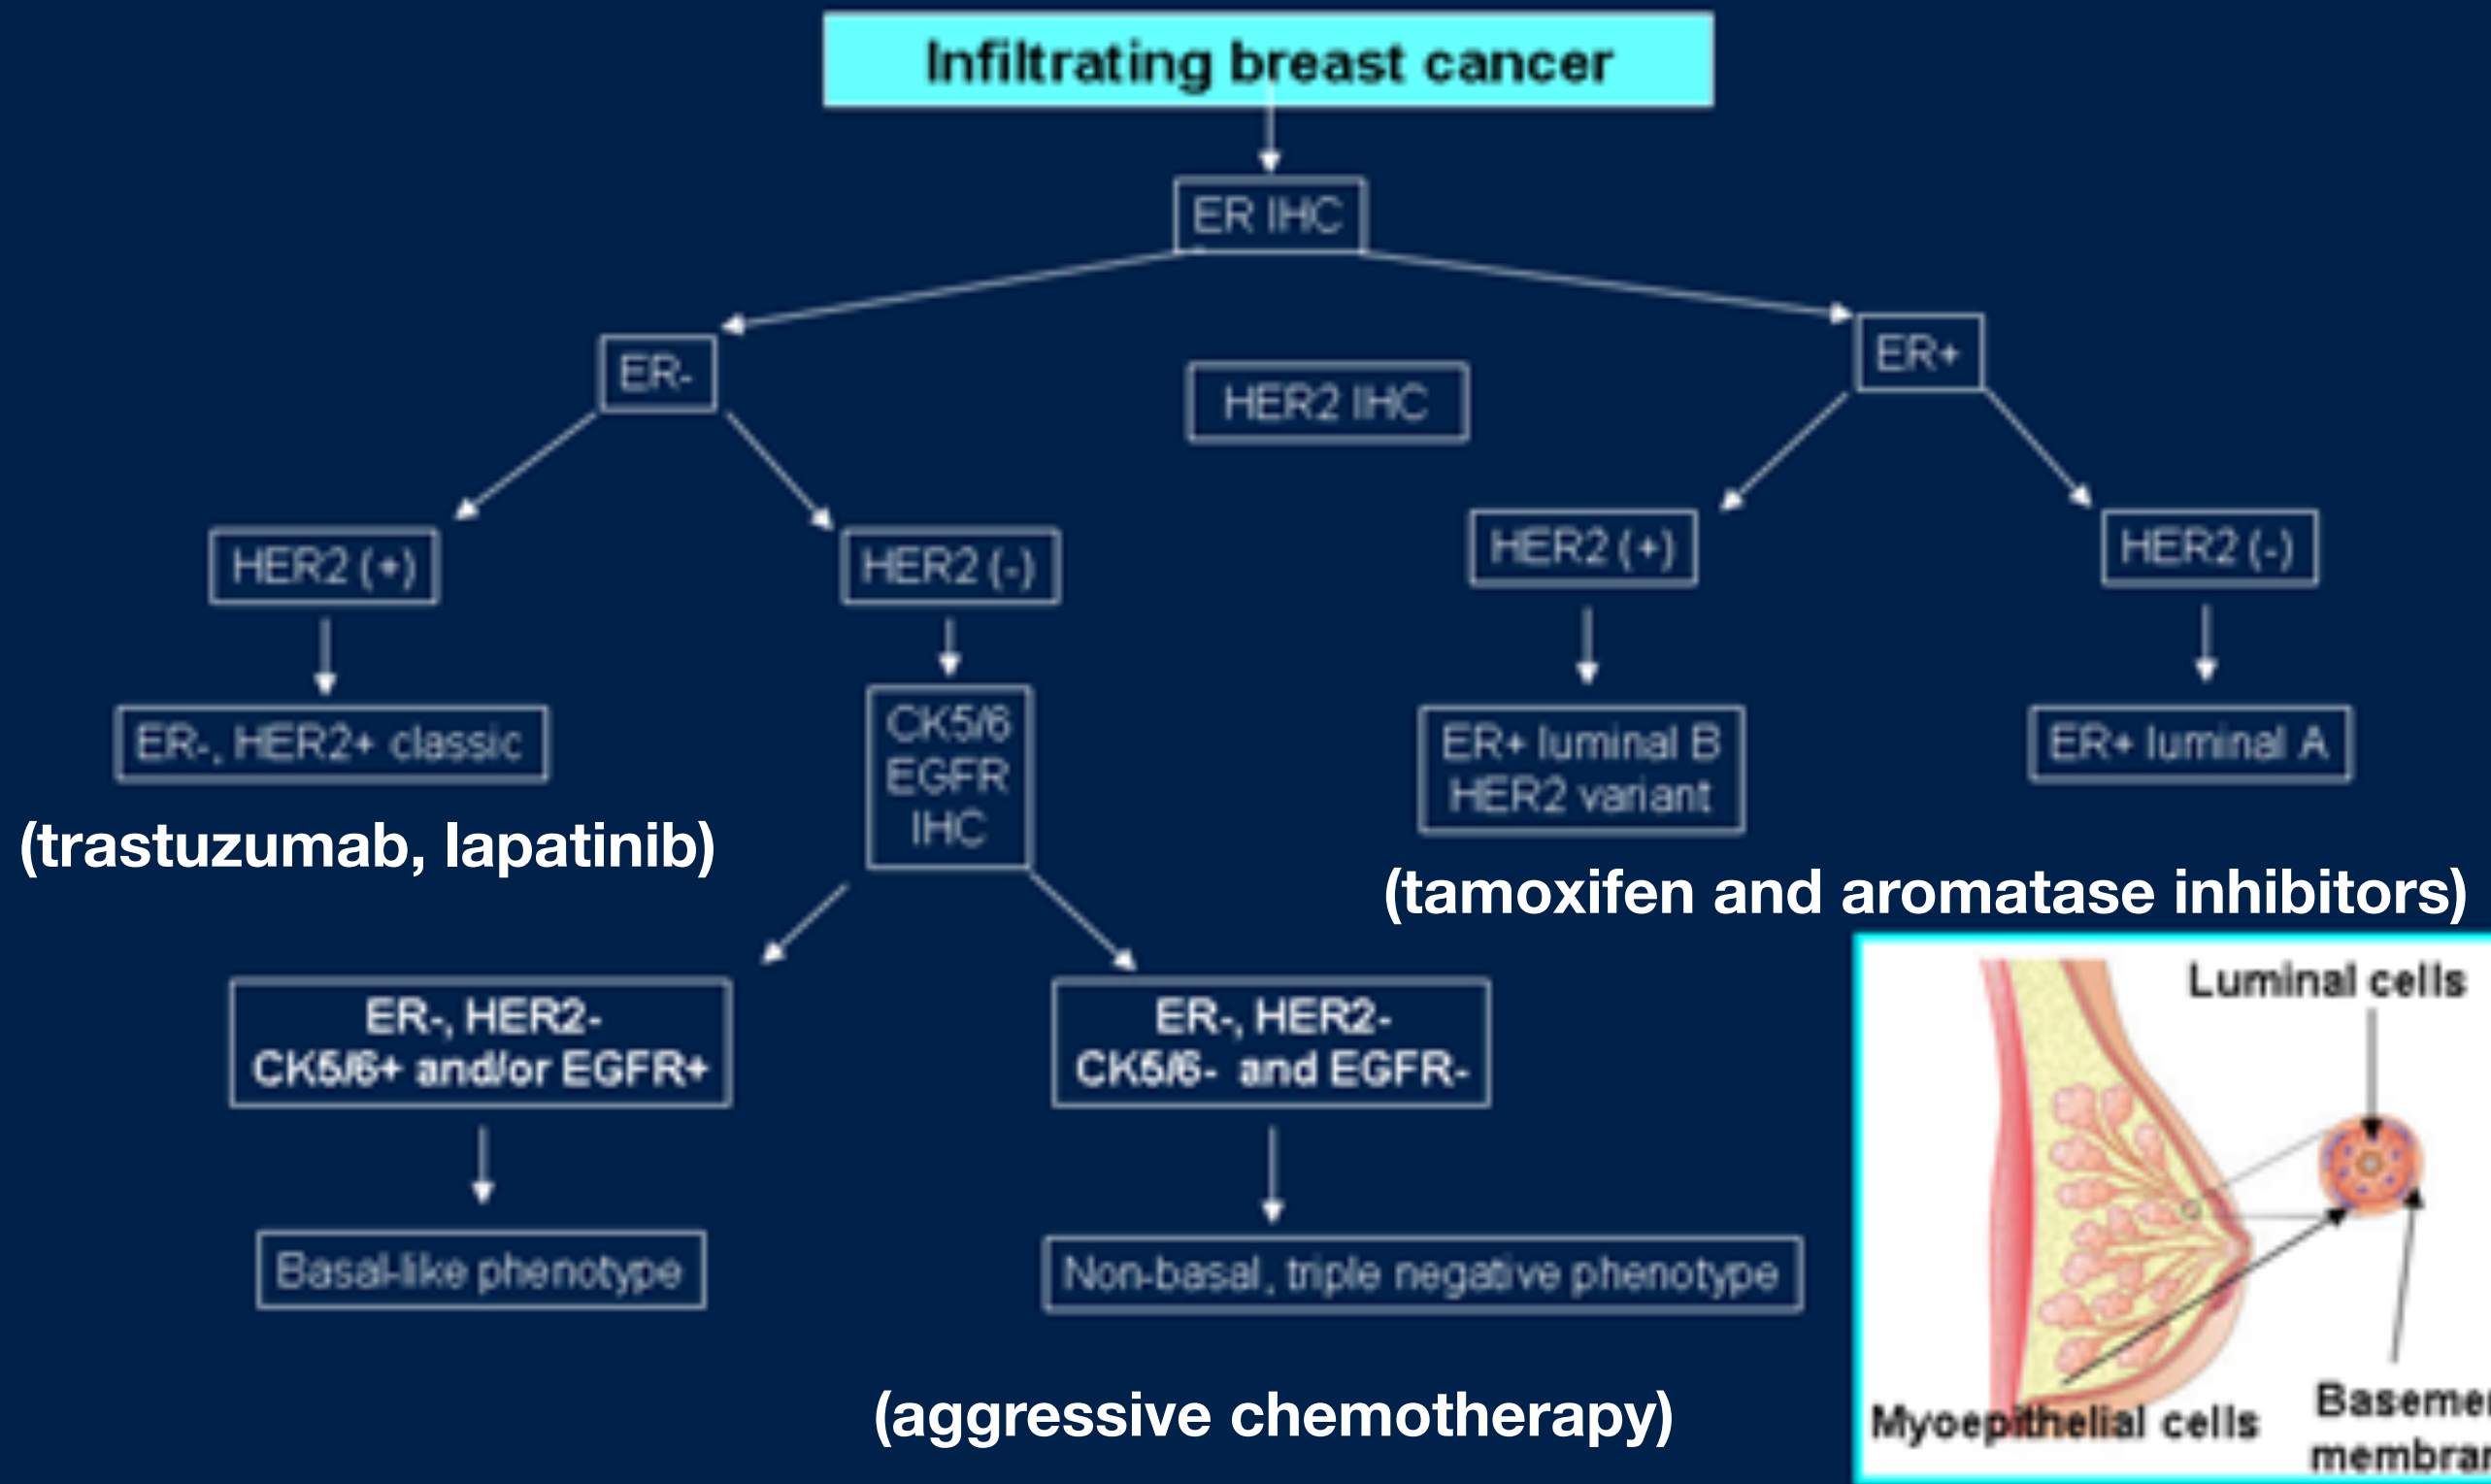 Infiltrating breast cancer
ER IHC
ER-
HER2 IHC
ER+
HER2 (+)
HER2 (-)
HER2 (+)
HER2 (-)
ER-, HER2+ classic
CK5/6
EGFR
IHC
ER+ luminal B
HER2 variant
ER+ luminal A
(trastuzumab, lapatinib)
(tamoxifen and aromatase inhibitors)
ER-, HER2-
CK5/6+ and/or EGFR+
ER-, HER2-
CK5/6- and EGFR-
Basal-like phenotype
Non-basal, triple negative phenotype
(aggressive chemotherapy)
Luminal cells
Myoepithelial cells
Baseme
membra